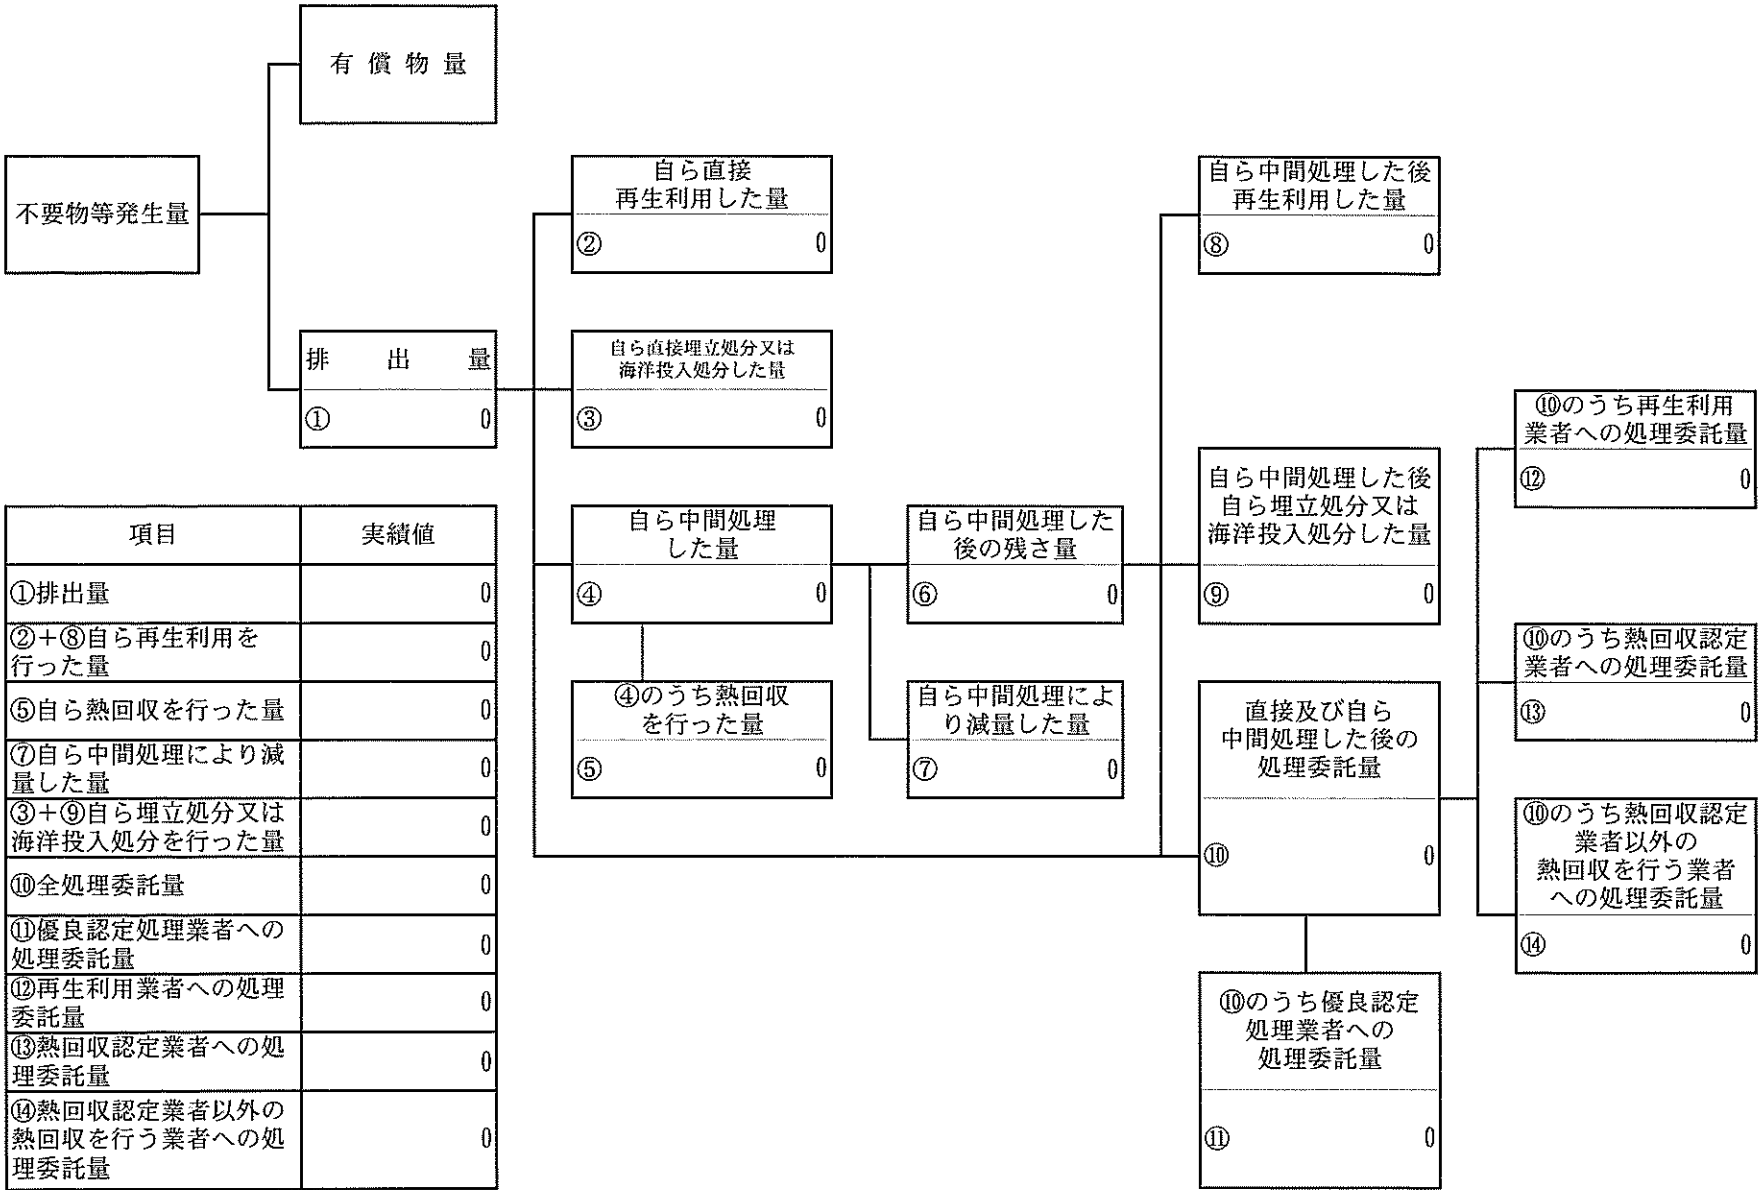 有償物量
不要物等発生量
排出量
① 0
自ら直接
再生利用した量
② 0
自ら直接埋立処分又は
海洋投入処分した量
③ 0
自ら中間処理
した量
④ 0
④のうち熱回収
を行った量
⑤ 0
自ら中間処理した
後の残さ量
⑥ 0
自ら中間処理によ
り減量した量
⑦ 0
自ら中間処理した後
再生利用した量
⑧ 0
自ら中間処理した後
自ら埋立処分又は
海洋投入処分した量
⑨ 0
直接及び自ら
中間処理した後の
処理委託量
⑩ 0
⑩のうち優良認定
処理業者への
処理委託量
⑪ 0
⑩のうち再生利用
業者への処理委託量
⑫ 0
⑩のうち熱回収認定
業者への処理委託量
⑬ 0
⑩のうち熱回収認定
業者以外の
熱回収を行う業者
への処理委託量
⑭ 0
項目 実績値
①排出量 0
②+⑧自ら再生利用を
行った量 0
⑤自ら熱回収を行った量 0
⑦自ら中間処理により減
量した量 0
③+⑨自ら埋立処分又は
海洋投入処分を行った量 0
⑩全処理委託量 0
⑪優良認定処理業者への
処理委託量 0
⑫再生利用業者への処理
委託量 0
⑬熱回収認定業者への処
理委託量 0
⑭熱回収認定業者以外の
熱回収を行う業者への処 0
理委託量